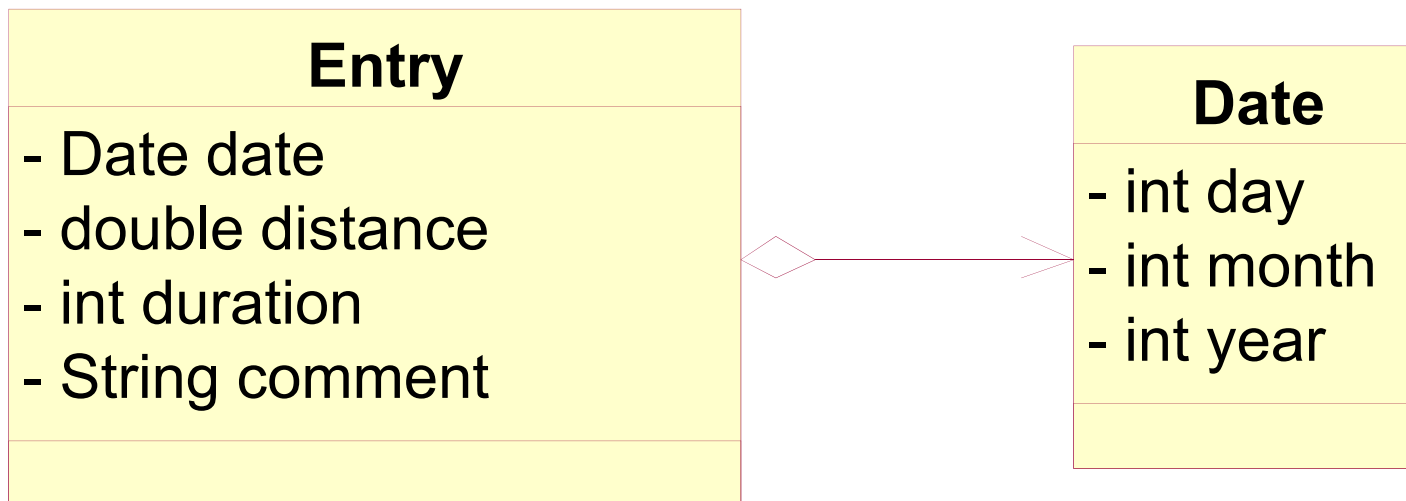 Entry
- Date date
- double distance
- int duration
- String comment
Date
- int day
- int month
- int year